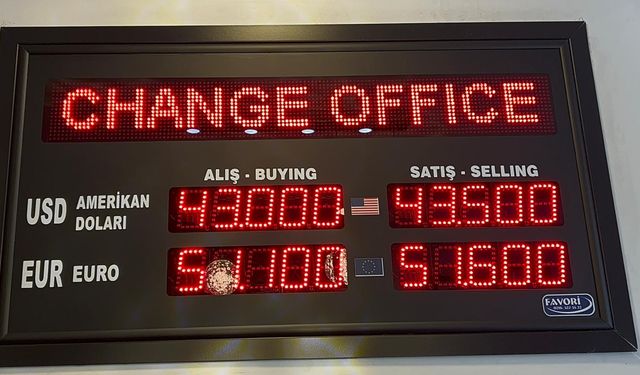 CHANGE OFFICE
ALIŞ - BUYING SATIŞ - SELLING
USD AMERİKAN DOLARI 43.000 43.500
EUR EURO 50.100 51.600
FAVORİ